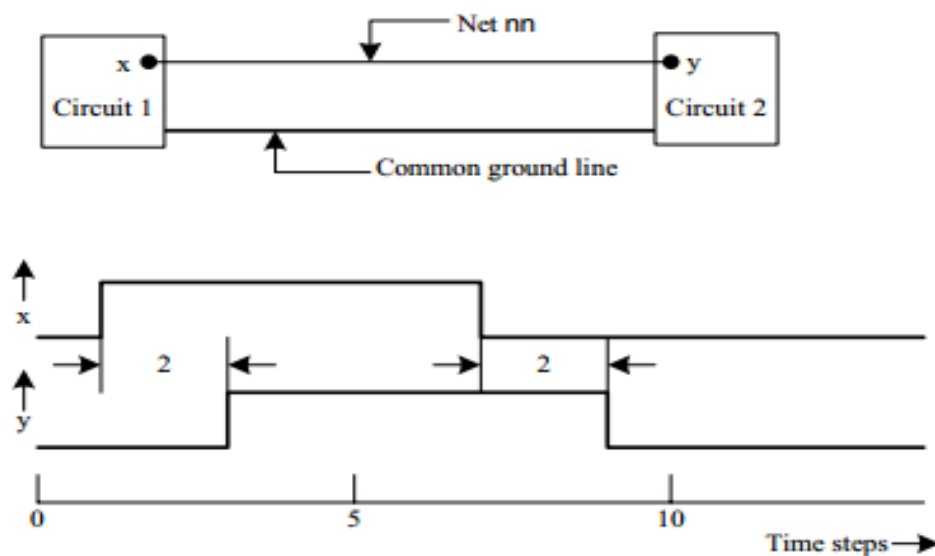 Net nn
x
y
Circuit 1
Circuit 2
Common ground line
x
2
2
y
0
5
10
Time steps